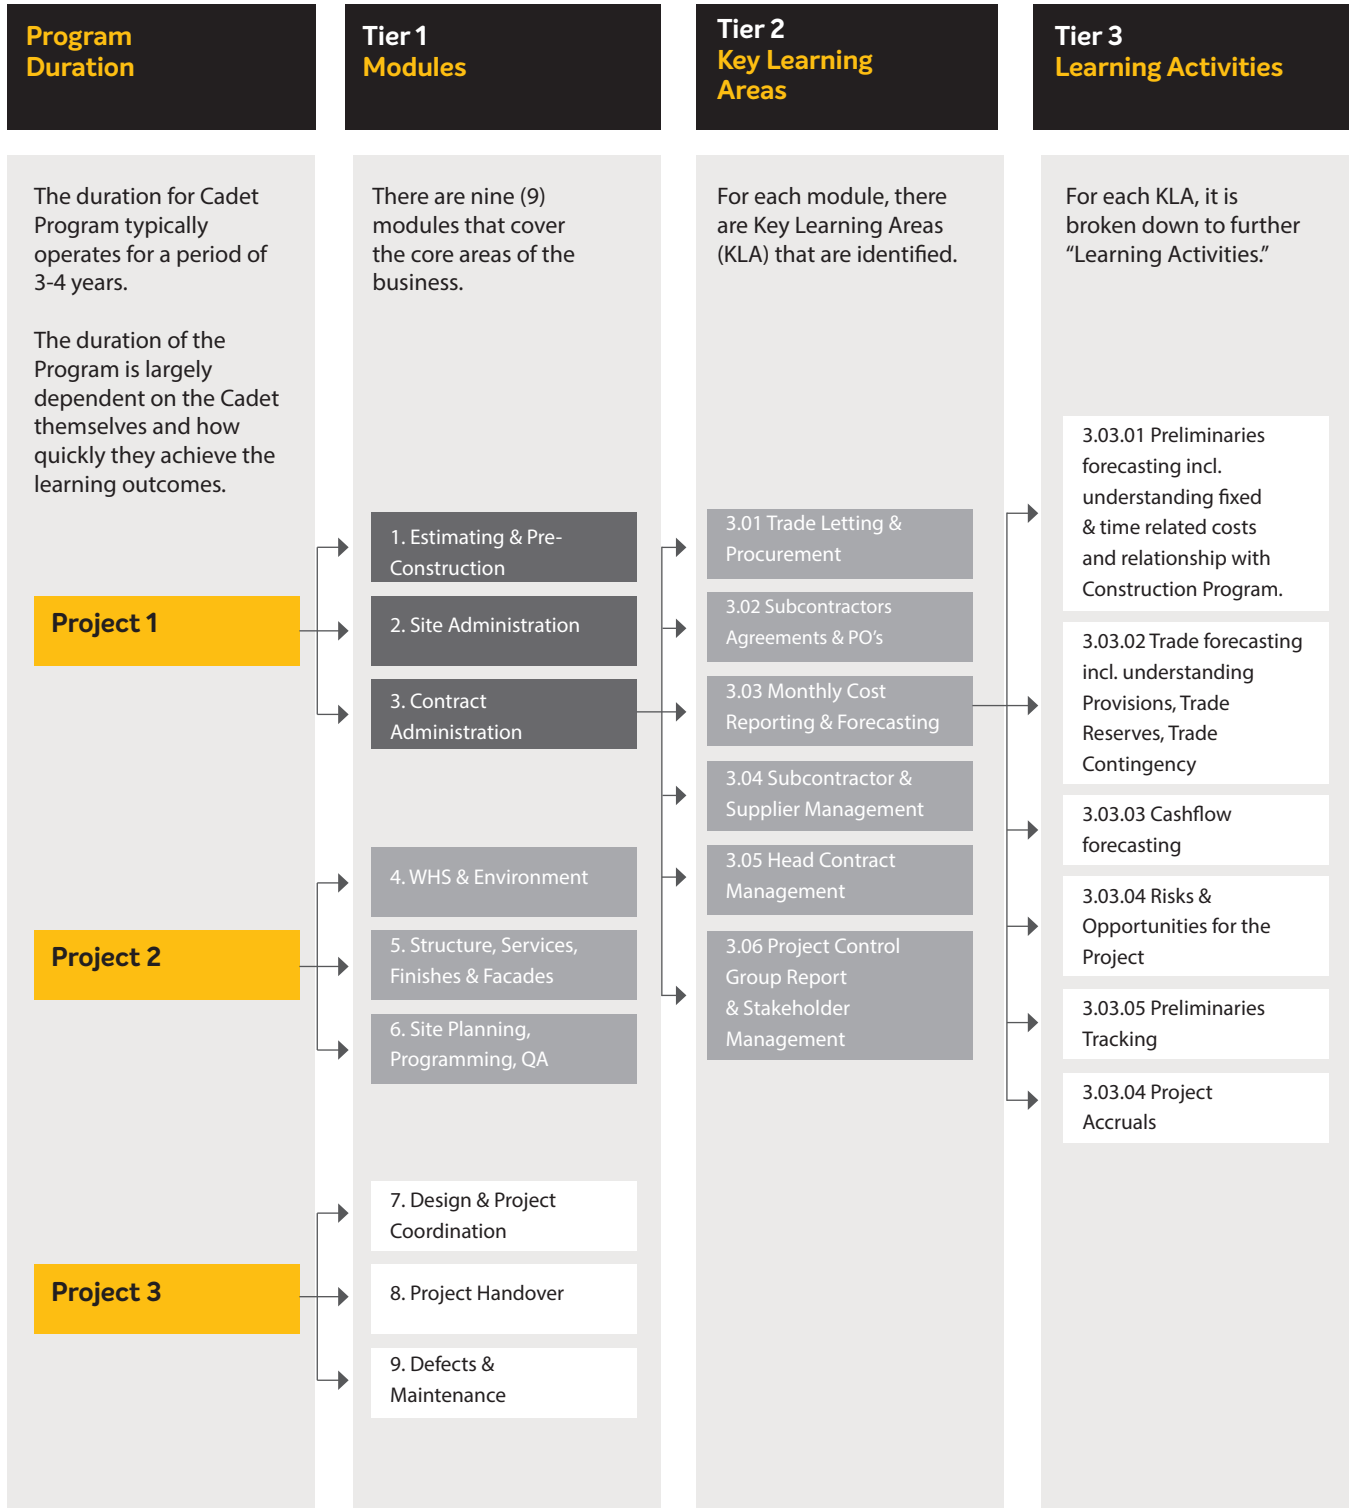 Program
Duration
Tier 1
Modules
Tier 2
Key Learning
Areas
Tier 3
Learning Activities
The duration for Cadet
Program typically
operates for a period of
3-4 years.
The duration of the
Program is largely
dependent on the Cadet
themselves and how
quickly they achieve the
learning outcomes.
Project 1
Project 2
Project 3
There are nine (9)
modules that cover
the core areas of the
business.
1. Estimating & Pre-
Construction
2. Site Administration
3. Contract
Administration
4. WHS & Environment
5. Structure, Services,
Finishes & Facades
6. Site Planning,
Programming, QA
7. Design & Project
Coordination
8. Project Handover
9. Defects &
Maintenance
For each module, there
are Key Learning Areas
(KLA) that are identified.
3.01 Trade Letting &
Procurement
3.02 Subcontractors
Agreements & PO's
3.03 Monthly Cost
Reporting & Forecasting
3.04 Subcontractor &
Supplier Management
3.05 Head Contract
Management
3.06 Project Control
Group Report
& Stakeholder
Management
For each KLA, it is
broken down to further
“Learning Activities.”
3.03.01 Preliminaries
forecasting incl.
understanding fixed
& time related costs
and relationship with
Construction Program.
3.03.02 Trade forecasting
incl. understanding
Provisions, Trade
Reserves, Trade
Contingency
3.03.03 Cashflow
forecasting
3.03.04 Risks &
Opportunities for the
Project
3.03.05 Preliminaries
Tracking
3.03.04 Project
Accruals